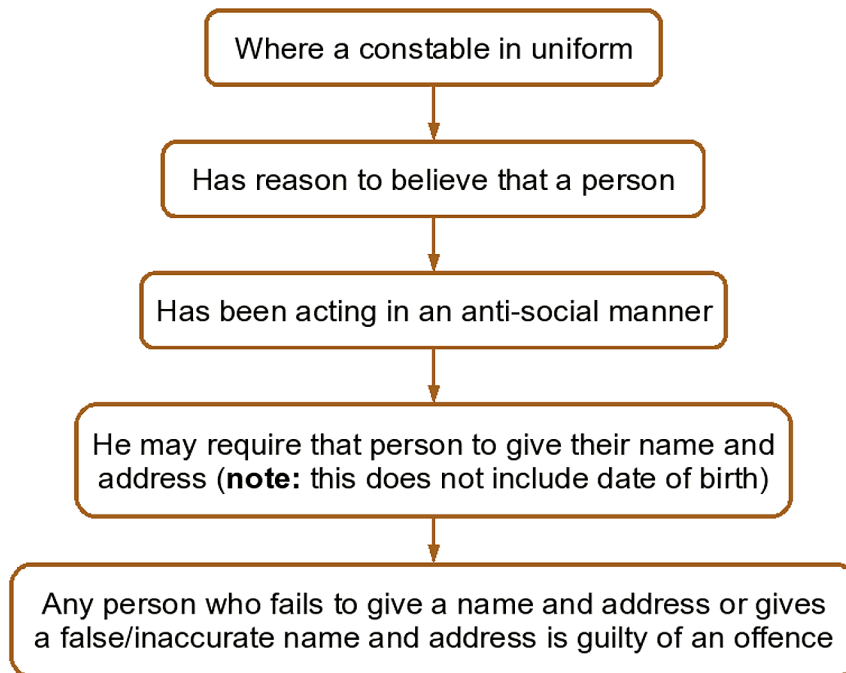 Where a constable in uniform
Has reason to believe that a person
Has been acting in an anti-social manner
He may require that person to give their name and
address (note: this does not include date of birth)
Any person who fails to give a name and address or gives
a false/inaccurate name and address is guilty of an offence